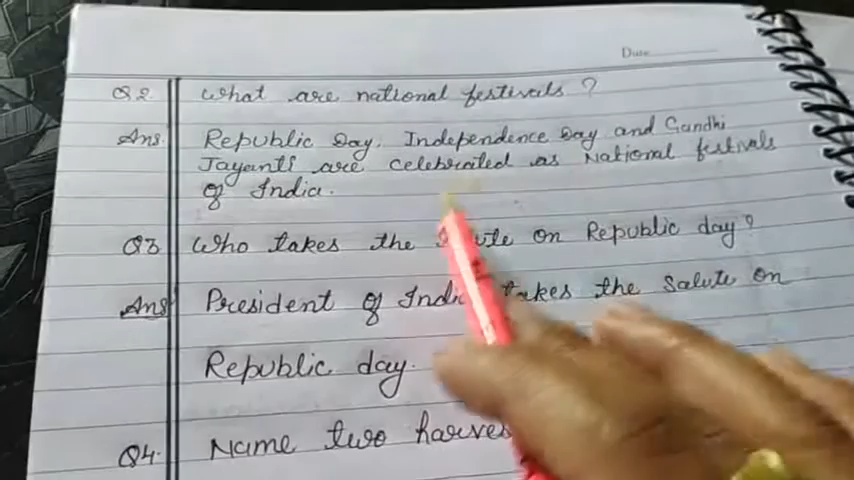 Date
Q2 What are national festivals ?
Ans Republic Day, Independence Day and Gandhi
Jayanti are celebrated as National festivals
of India.
Q3 Who takes the on Republic day?
Ans President of India takes the Salute on
Republic day.
Q4. Name two